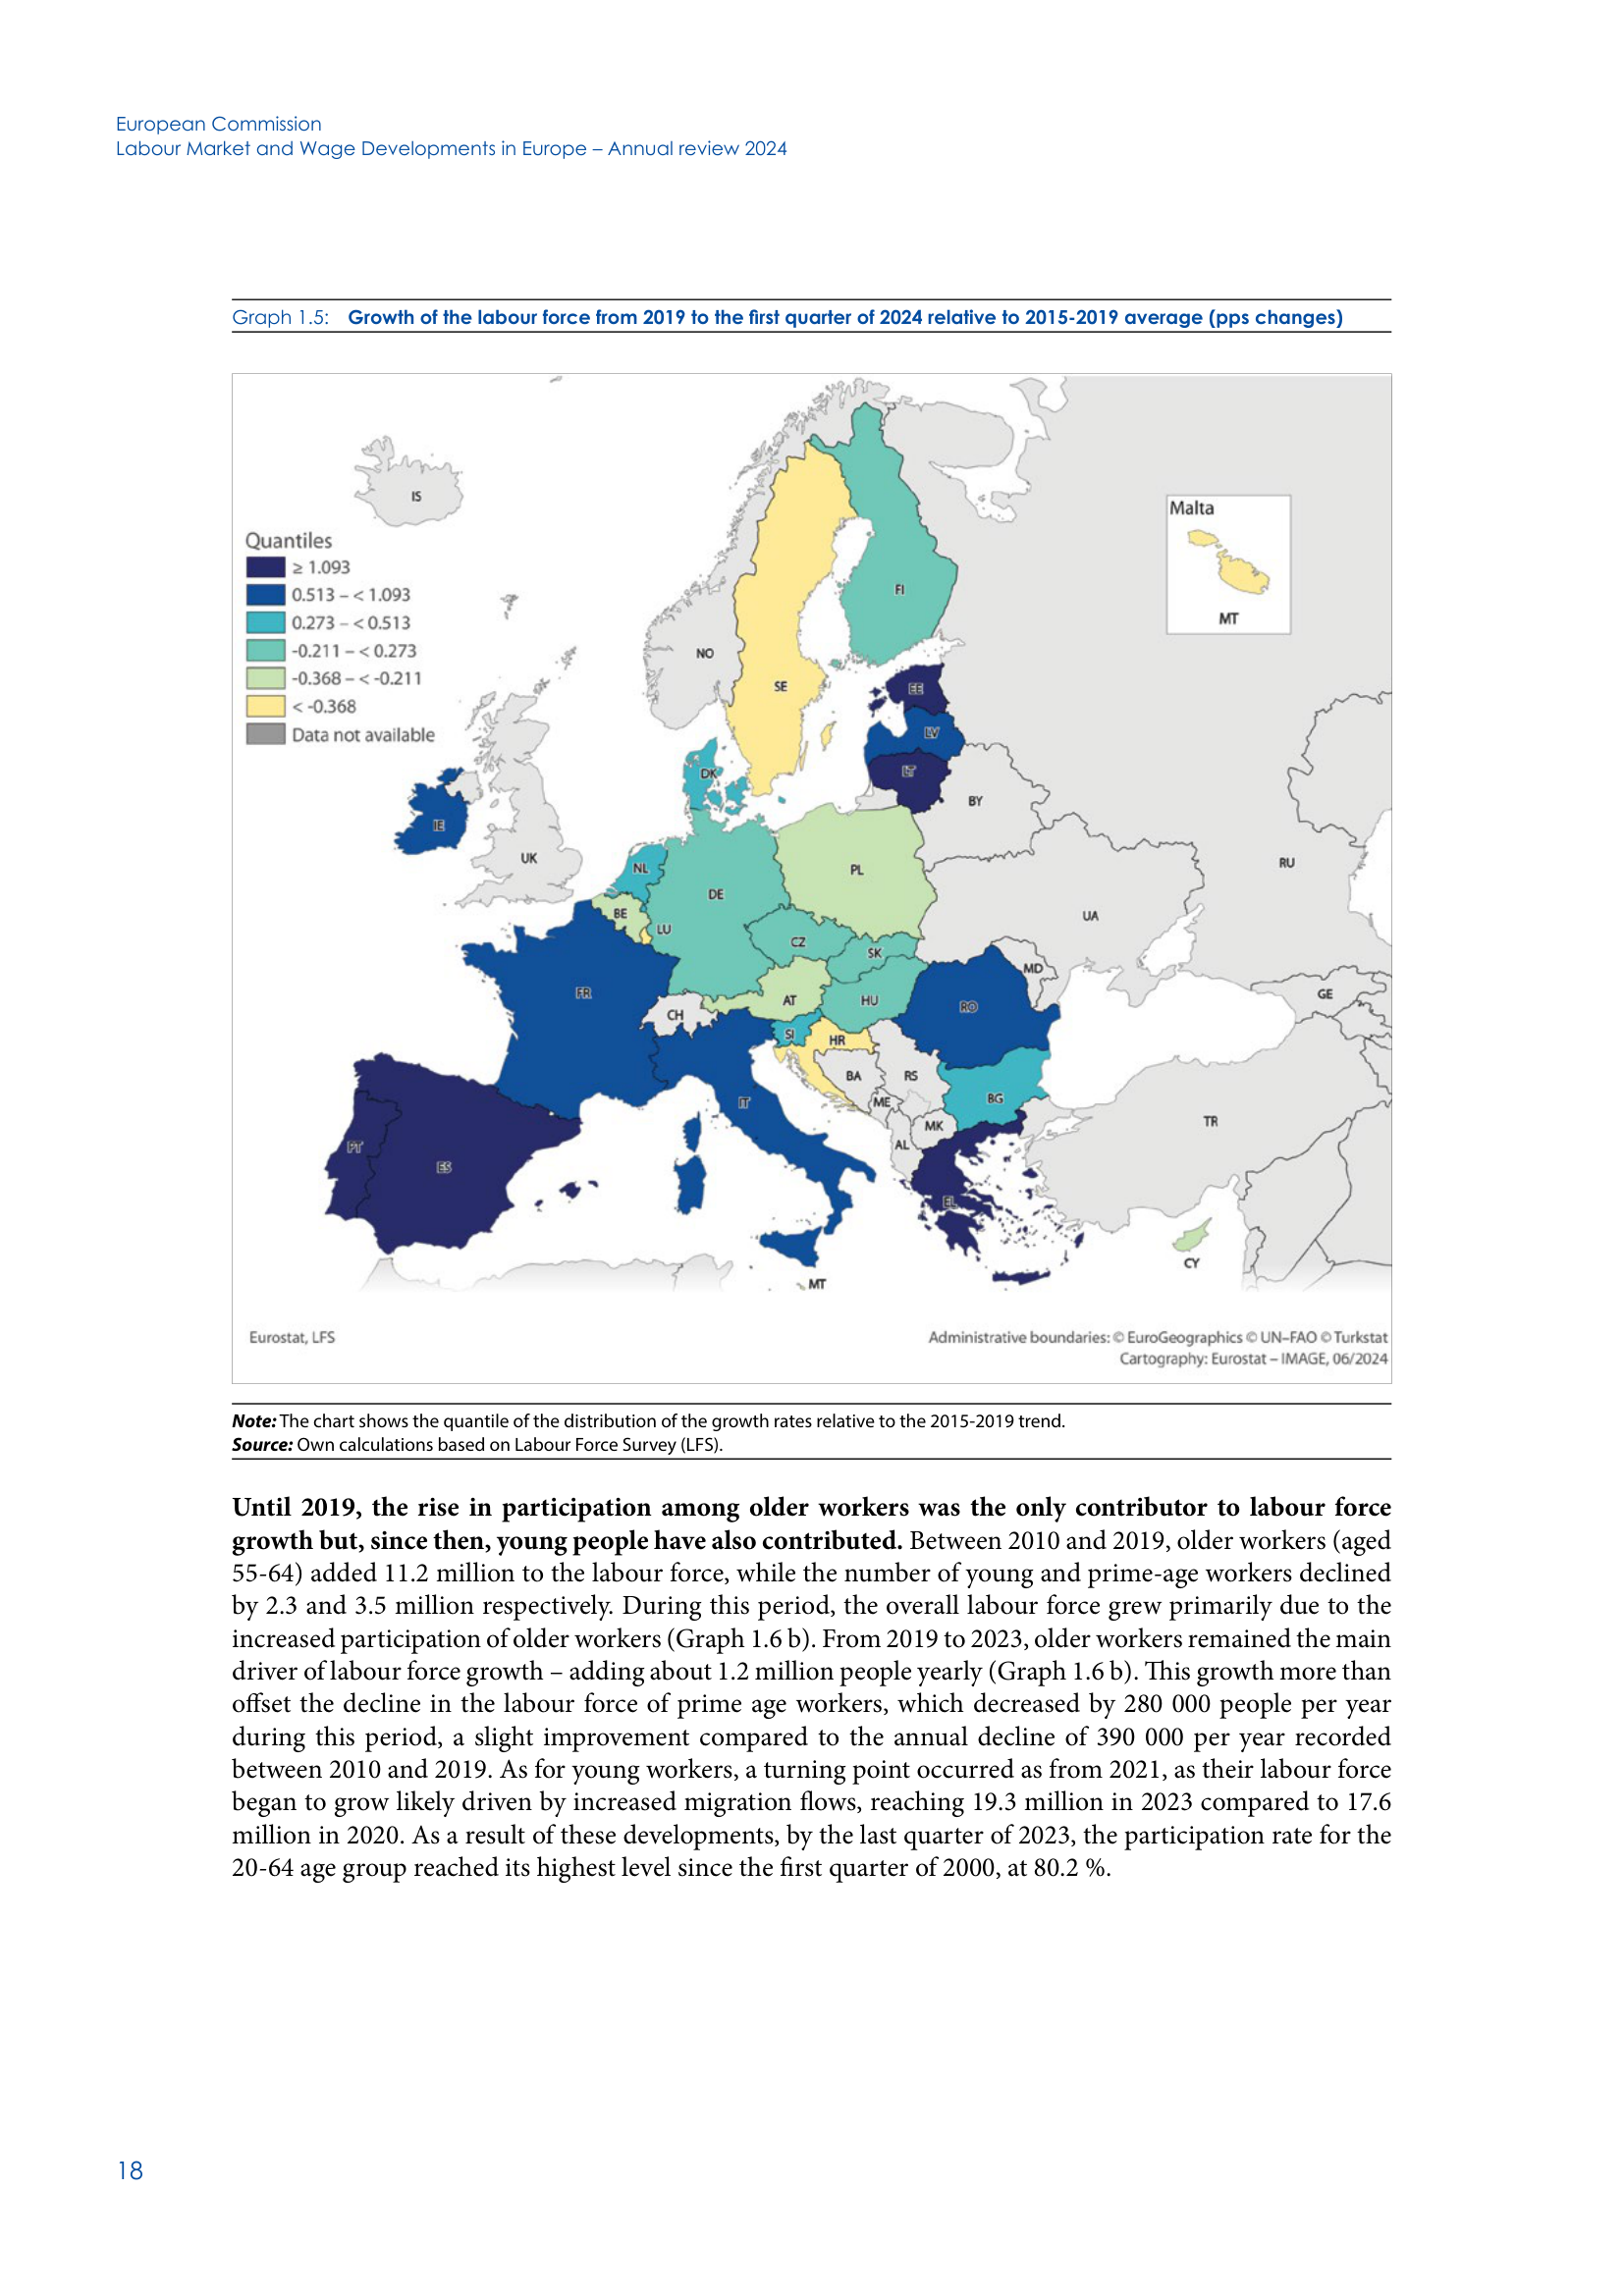 European Commission
Labour Market and Wage Developments in Europe – Annual review 2024
Graph 1.5: Growth of the labour force from 2019 to the first quarter of 2024 relative to 2015-2019 average (pps changes)
IS
Malta
Quantiles
≥ 1.093
0.513 – < 1.093
0.273 – < 0.513
-0.211 – < 0.273
-0.368 – < -0.211
< -0.368
Data not available
FI
MT
NO
SE
EE
LV
DK
LT
BY
IE
UK
NL
PL
RU
DE
BE
UA
LU
CZ
SK
MD
FR
AT
HU
GE
CH
RO
SI
HR
BA
RS
IT
ME
BG
MK
TR
PT
AL
ES
EL
CY
MT
Eurostat, LFS
Administrative boundaries: © EuroGeographics © UN–FAO © Turkstat
Cartography: Eurostat – IMAGE, 06/2024
Note: The chart shows the quantile of the distribution of the growth rates relative to the 2015-2019 trend.
Source: Own calculations based on Labour Force Survey (LFS).
Until 2019, the rise in participation among older workers was the only contributor to labour force
growth but, since then, young people have also contributed. Between 2010 and 2019, older workers (aged
55-64) added 11.2 million to the labour force, while the number of young and prime-age workers declined
by 2.3 and 3.5 million respectively. During this period, the overall labour force grew primarily due to the
increased participation of older workers (Graph 1.6 b). From 2019 to 2023, older workers remained the main
driver of labour force growth – adding about 1.2 million people yearly (Graph 1.6 b). This growth more than
offset the decline in the labour force of prime age workers, which decreased by 280 000 people per year
during this period, a slight improvement compared to the annual decline of 390 000 per year recorded
between 2010 and 2019. As for young workers, a turning point occurred as from 2021, as their labour force
began to grow likely driven by increased migration flows, reaching 19.3 million in 2023 compared to 17.6
million in 2020. As a result of these developments, by the last quarter of 2023, the participation rate for the
20-64 age group reached its highest level since the first quarter of 2000, at 80.2 %.
18